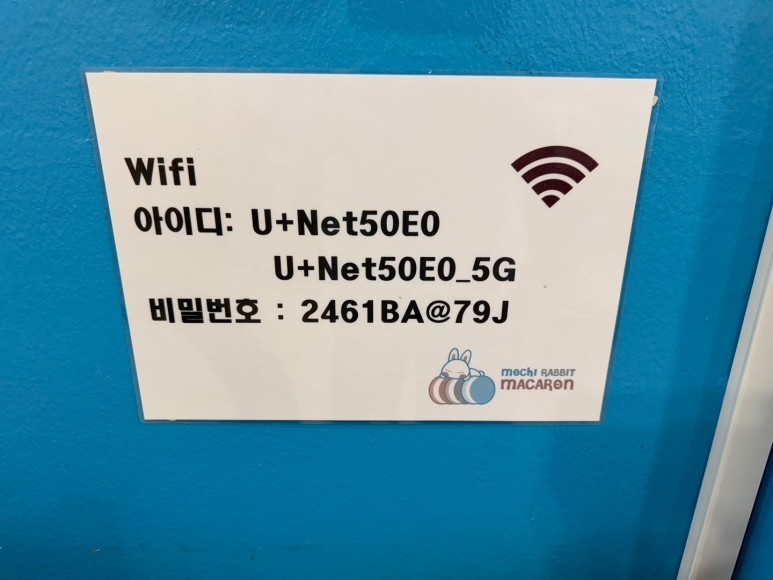 Wifi
아이디: U+Net50E0
U+Net50E0_5G
비밀번호 : 2461BA@79J
mochi RABBIT
MACARON